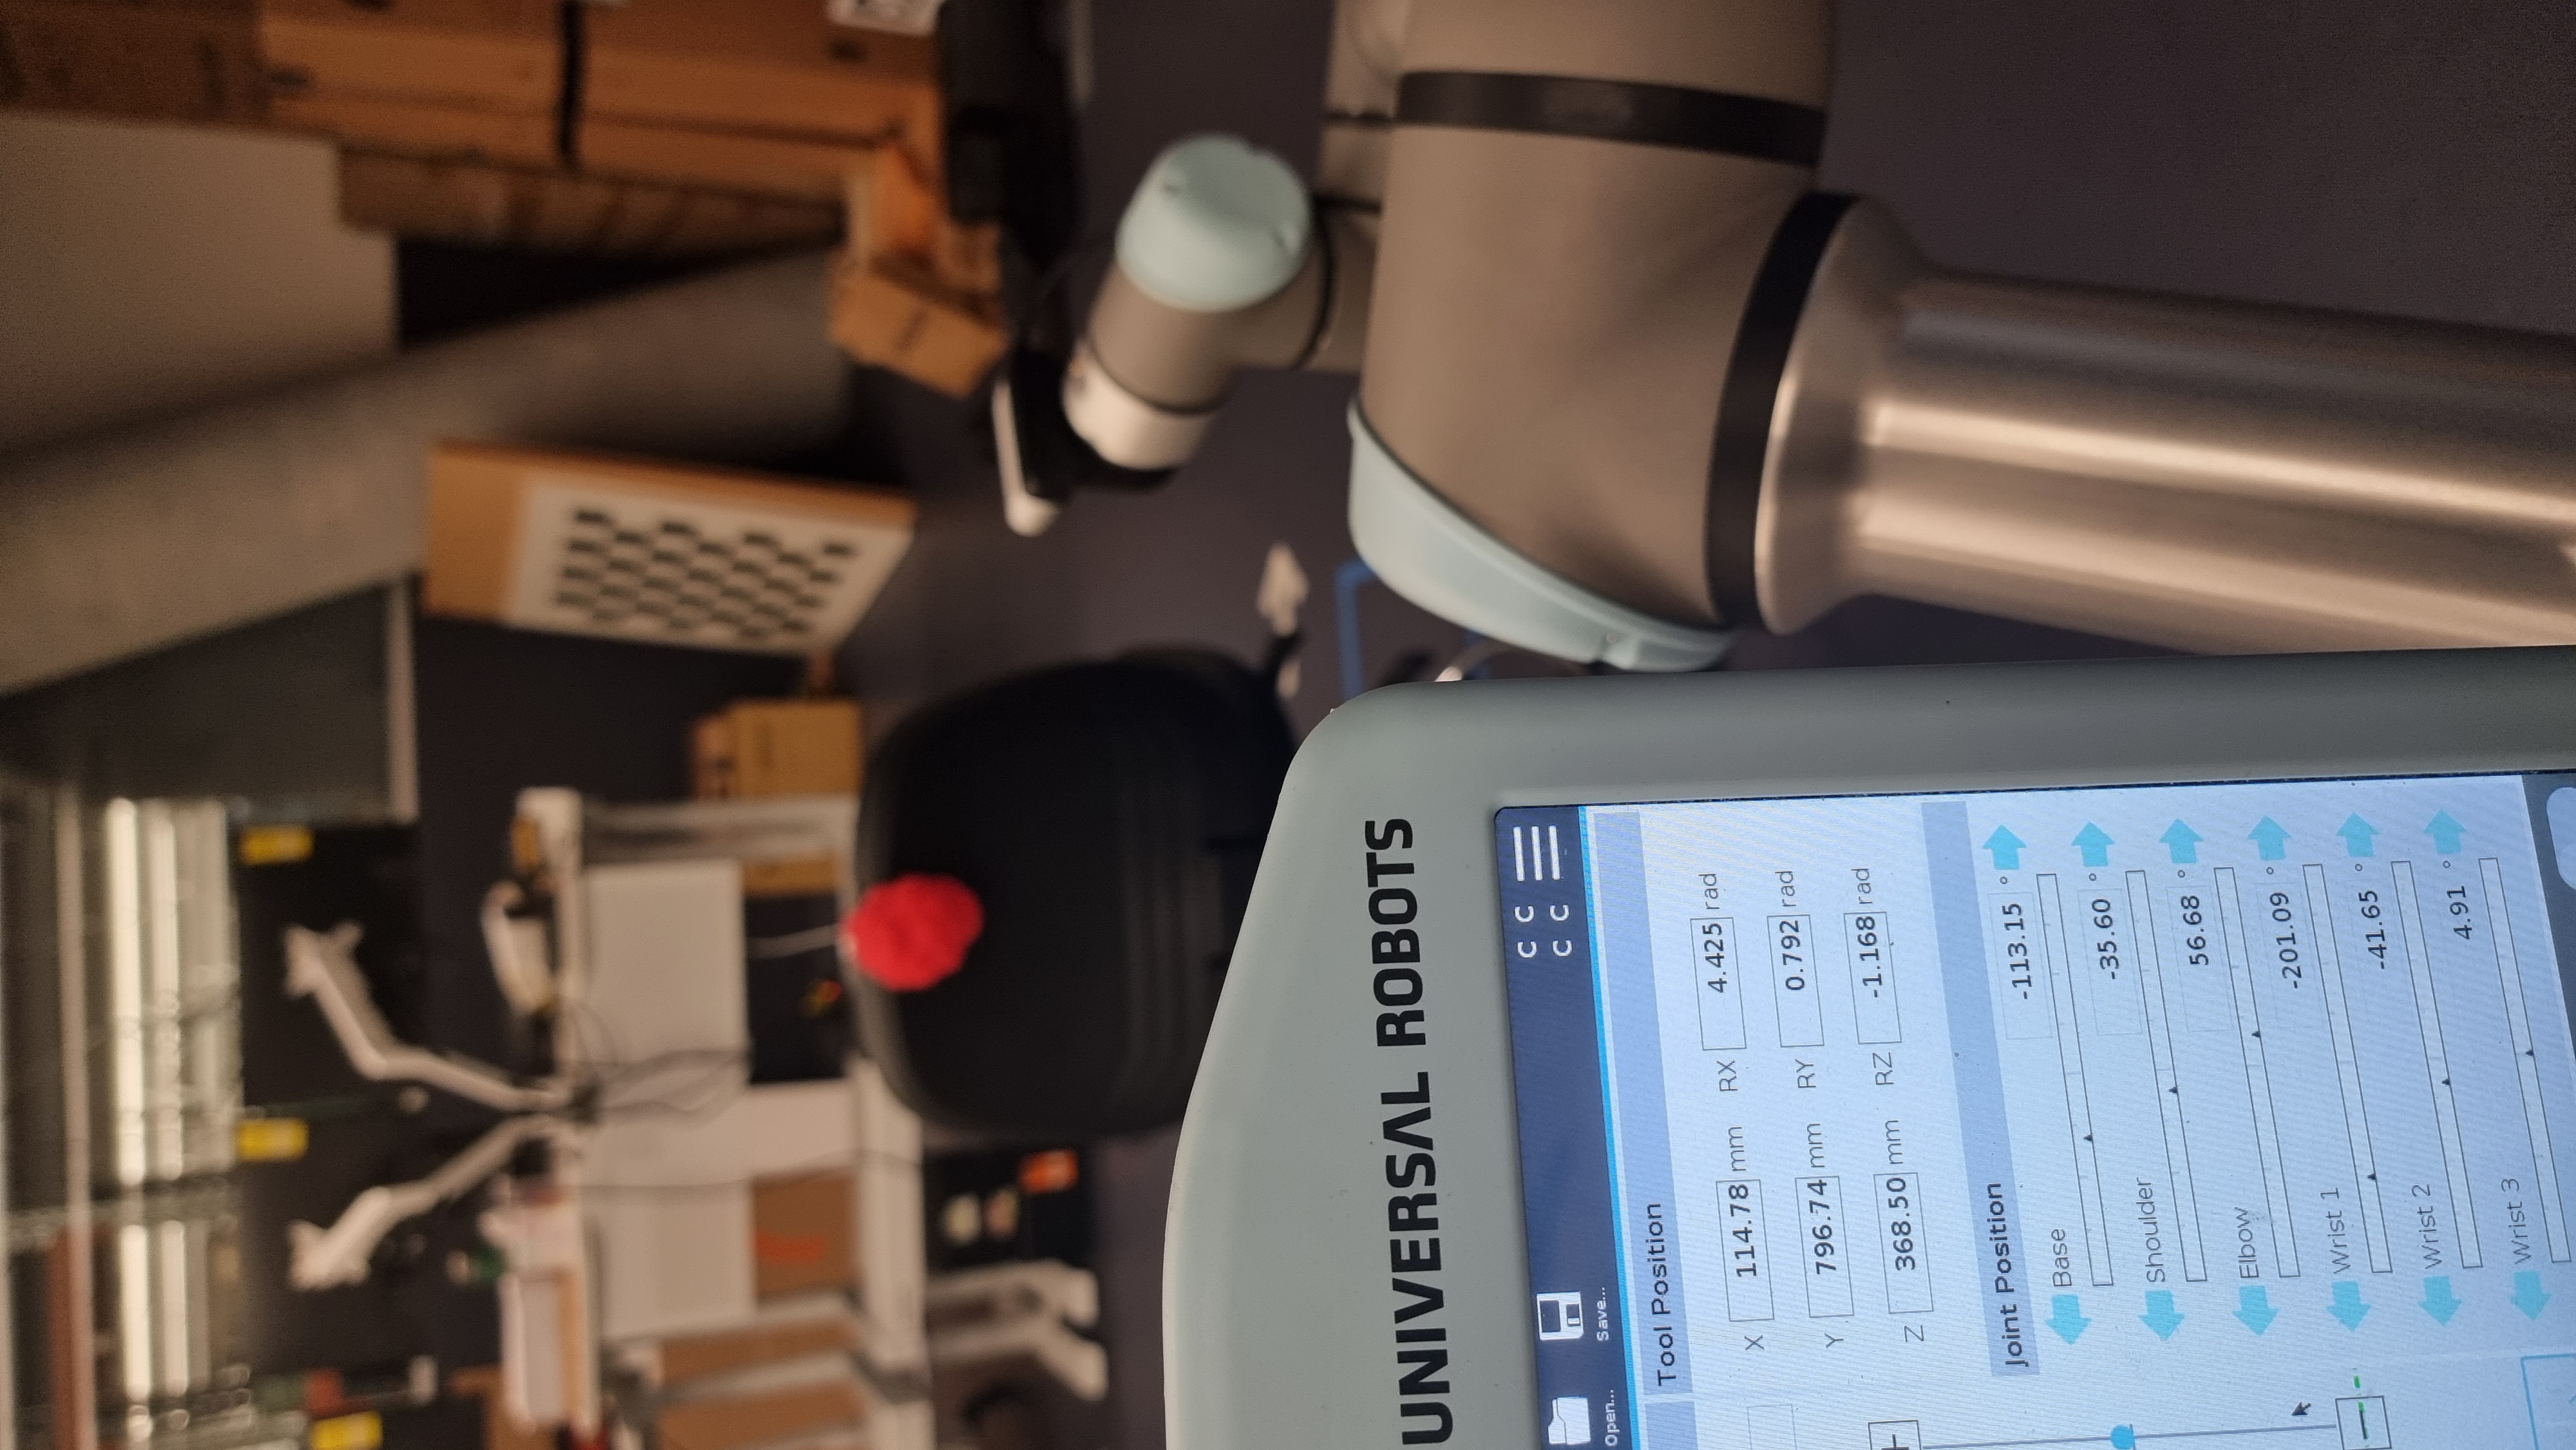 UNIVERSAL ROBOTS
Open... Save... C C
C C
Tool Position
X 114.78 mm RX 4.425 rad
Y 796.74 mm RY 0.792 rad
Z 368.50 mm RZ -1.168 rad
Joint Position
Base -113.15 °
Shoulder -35.60 °
Elbow 56.68 °
Wrist 1 -201.09 °
Wrist 2 -41.65 °
Wrist 3 4.91 °